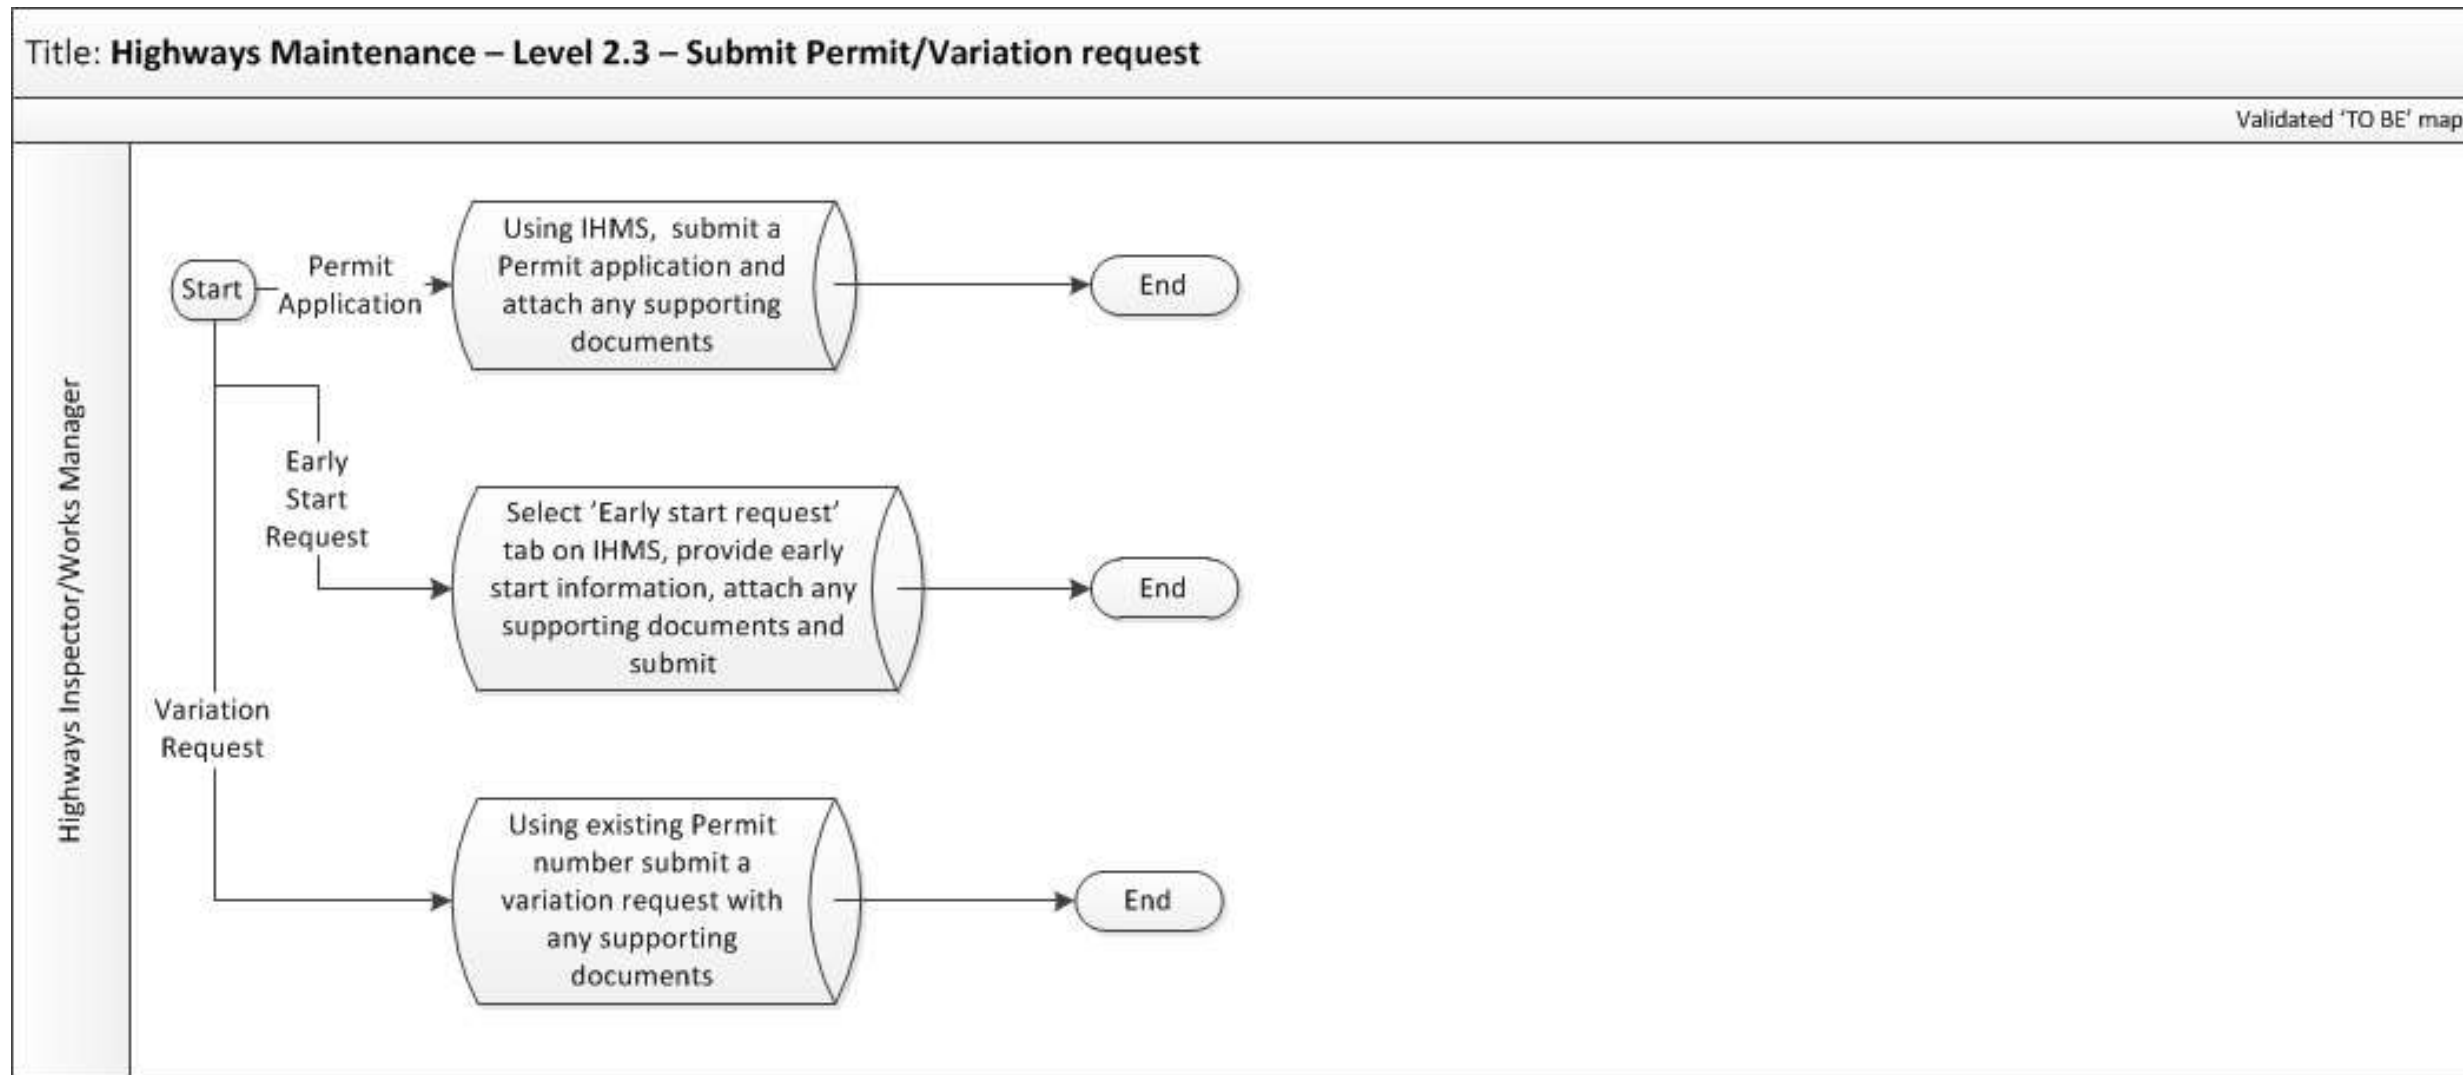 Title: Highways Maintenance – Level 2.3 – Submit Permit/Variation request
Validated ‘TO BE’ map
Highways Inspector/Works Manager
Start
Permit
Application
Using IHMS,  submit a
Permit application and
attach any supporting
documents
End
Early
Start
Request
Select ‘Early start request’
tab on IHMS, provide early
start information, attach any
supporting documents and
submit
End
Variation
Request
Using existing Permit
number submit a
variation request with
any supporting
documents
End